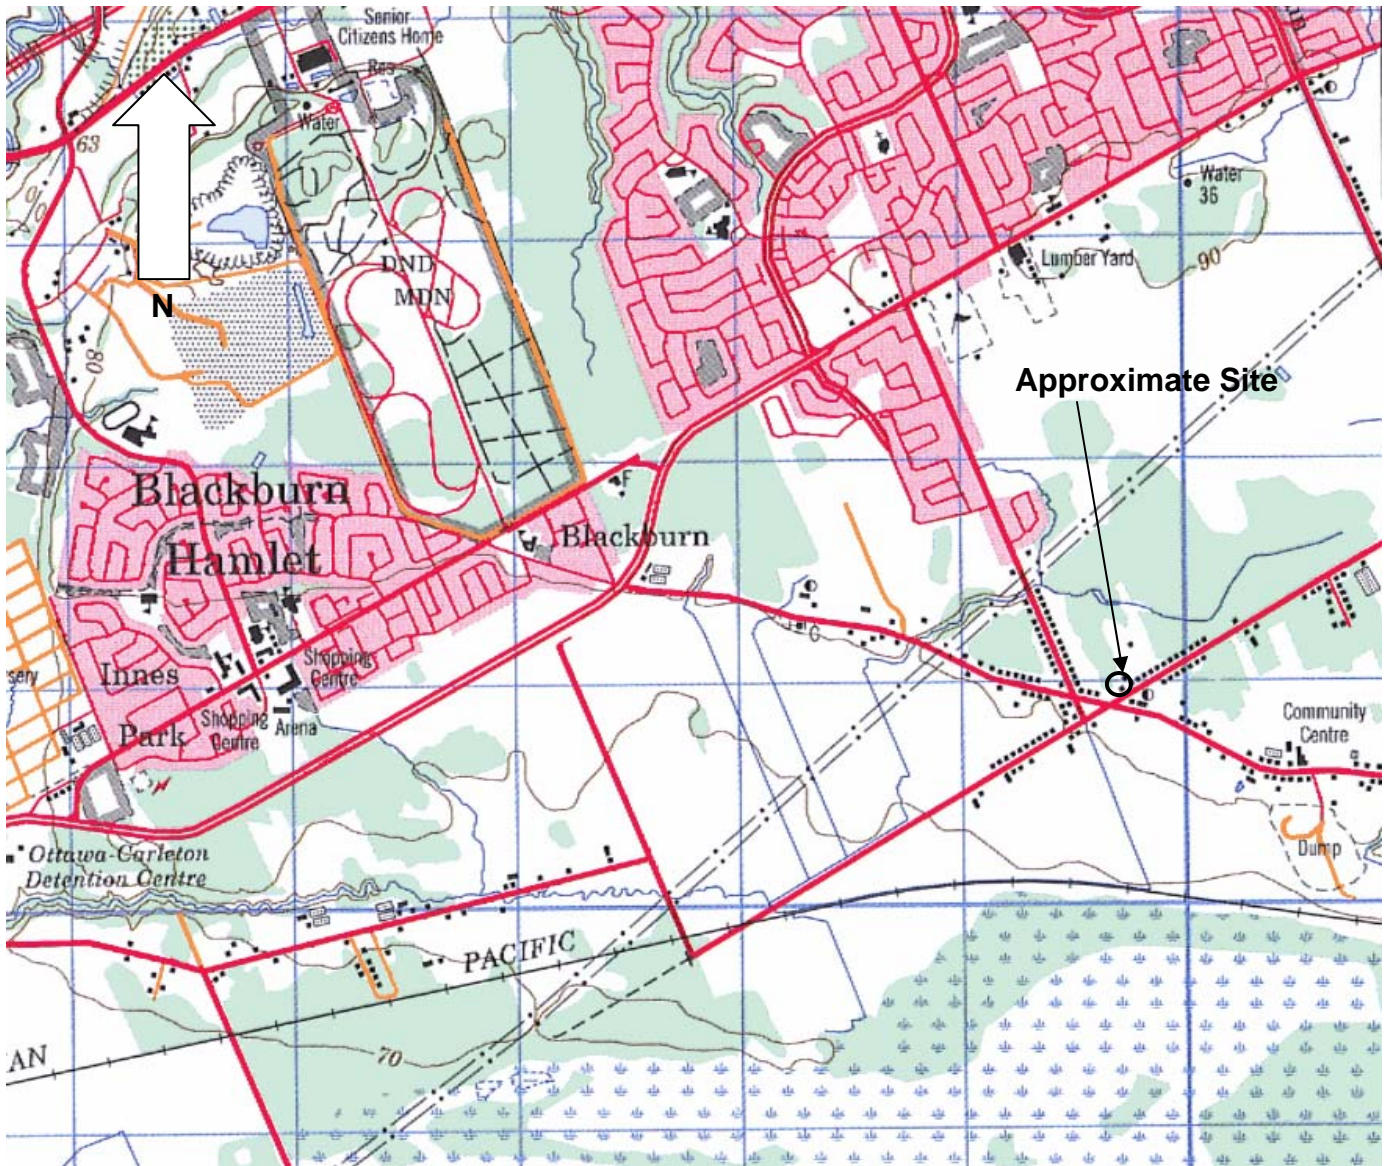 Senior
Citizens Home
Res
Water
63
80
N
DND
MDN
Water
36
90
Lumber Yard
Approximate Site
Blackburn
Hamlet
F
Blackburn
C
Innes
Park
Shopping
Centre
Shopping
Centre
Arena
sery
Community
Centre
Dump
Ottawa-Carleton
Detention Centre
PACIFIC
AN
70